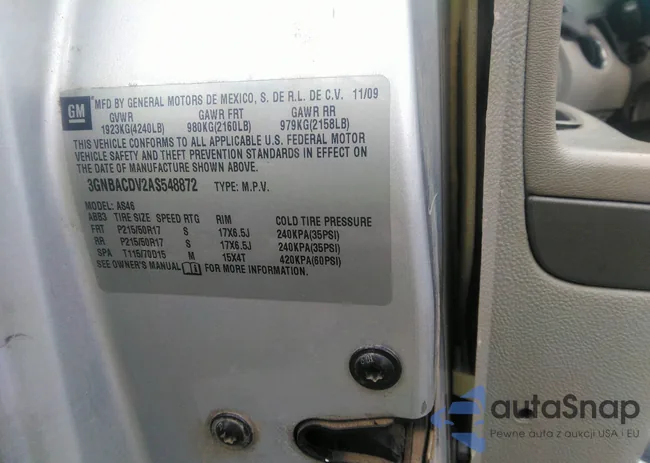 GM
MFD BY GENERAL MOTORS DE MEXICO, S. DE R.L. DE C.V. 11/09
GVWR GAWR FRT GAWR RR
1923KG(4240LB) 980KG(2160LB) 979KG(2158LB)
THIS VEHICLE CONFORMS TO ALL APPLICABLE U.S. FEDERAL MOTOR
VEHICLE SAFETY AND THEFT PREVENTION STANDARDS IN EFFECT ON
THE DATE OF MANUFACTURE SHOWN ABOVE.
3GNBACDV2AS548872 TYPE: M.P.V.
MODEL: AS46
ABB3 TIRE SIZE SPEED RTG RIM COLD TIRE PRESSURE
FRT P215/50R17 S 17X6.5J 240KPA(35PSI)
RR P215/50R17 S 17X6.5J 240KPA(35PSI)
SPA T115/70D15 M 15X4T 420KPA(60PSI)
SEE OWNER'S MANUAL FOR MORE INFORMATION.
autaSnap
Pewne auta z aukcji USA i EU